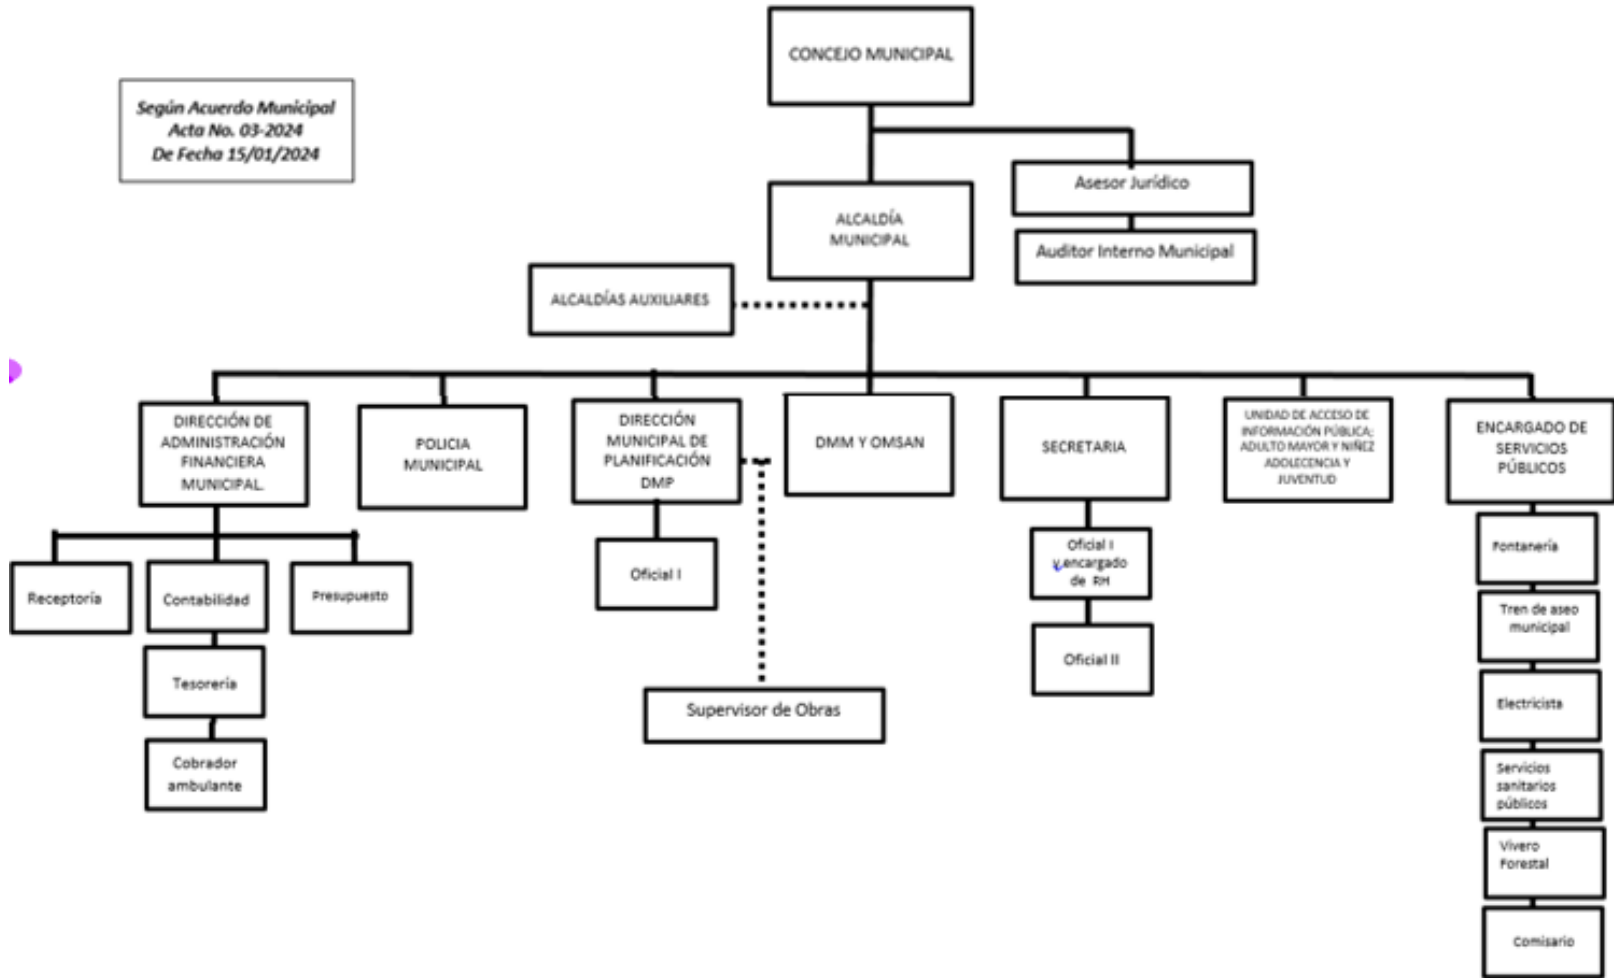 CONCEJO MUNICIPAL
Según Acuerdo Municipal
Acta No. 03-2024
De Fecha 15/01/2024
Asesor Jurídico
ALCALDÍA
MUNICIPAL
Auditor Interno Municipal
ALCALDÍAS AUXILIARES
DIRECCIÓN DE
ADMINISTRACIÓN
FINANCIERA
MUNICIPAL.
POLICIA
MUNICIPAL
DIRECCIÓN
MUNICIPAL DE
PLANIFICACIÓN
DMP
DMM Y OMSAN
SECRETARIA
UNIDAD DE ACCESO DE
INFORMACIÓN PÚBLICA;
ADULTO MAYOR Y NIÑEZ
ADOLECENCIA Y
JUVENTUD
ENCARGADO DE
SERVICIOS
PÚBLICOS
Receptoría
Contabilidad
Presupuesto
Tesorería
Cobrador
ambulante
Oficial I
Supervisor de Obras
Oficial I
y encargado
de RH
Oficial II
Fontanería
Tren de aseo
municipal
Electricista
Servicios
sanitarios
públicos
Vivero
Forestal
Comisario